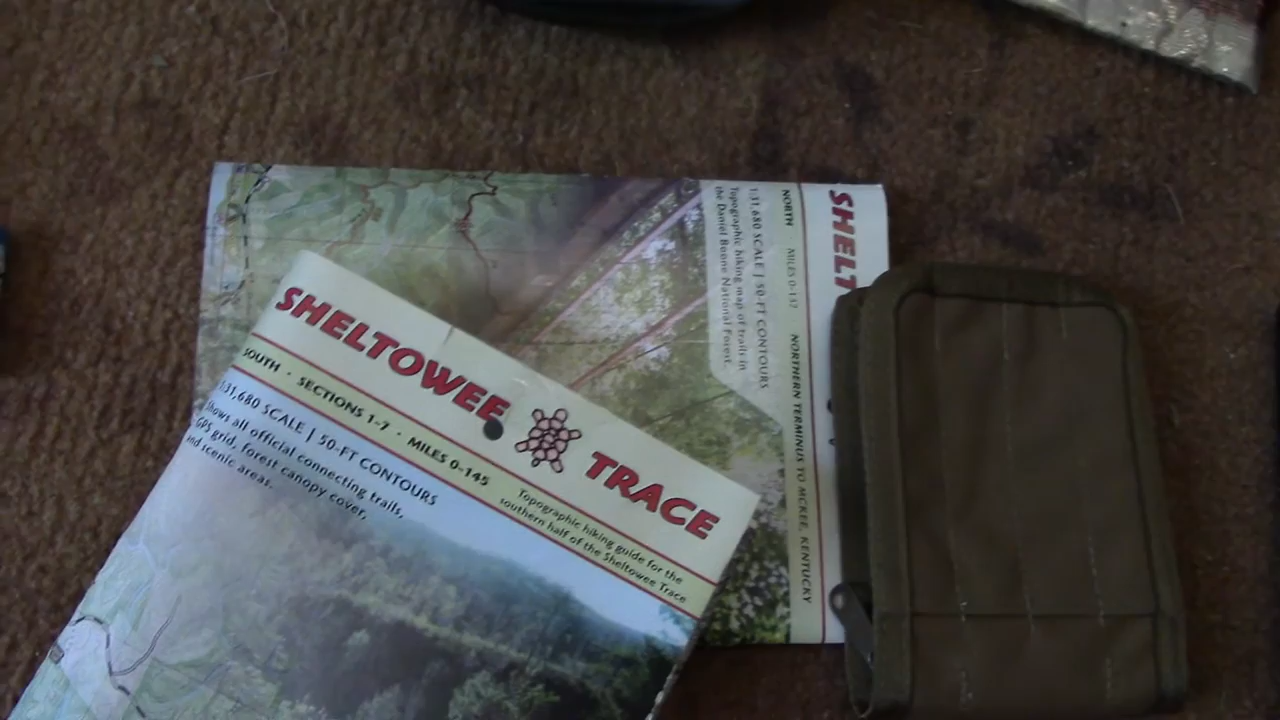 SHELTOWEE TRACE
SOUTH · SECTIONS 1-7 · MILES 0-145
Topographic hiking guide for the
southern half of the Sheltowee Trace
1:31,680 SCALE | 50-FT CONTOURS
Shows all official connecting trails,
GPS grid, forest canopy cover,
and scenic areas.
SHELT
NORTH MILES 0-137 NORTHERN TERMINUS TO MCKEE, KENTUCKY
1:31,680 SCALE | 50-FT CONTOURS
Topographic hiking map of trails in
the Daniel Boone National Forest.